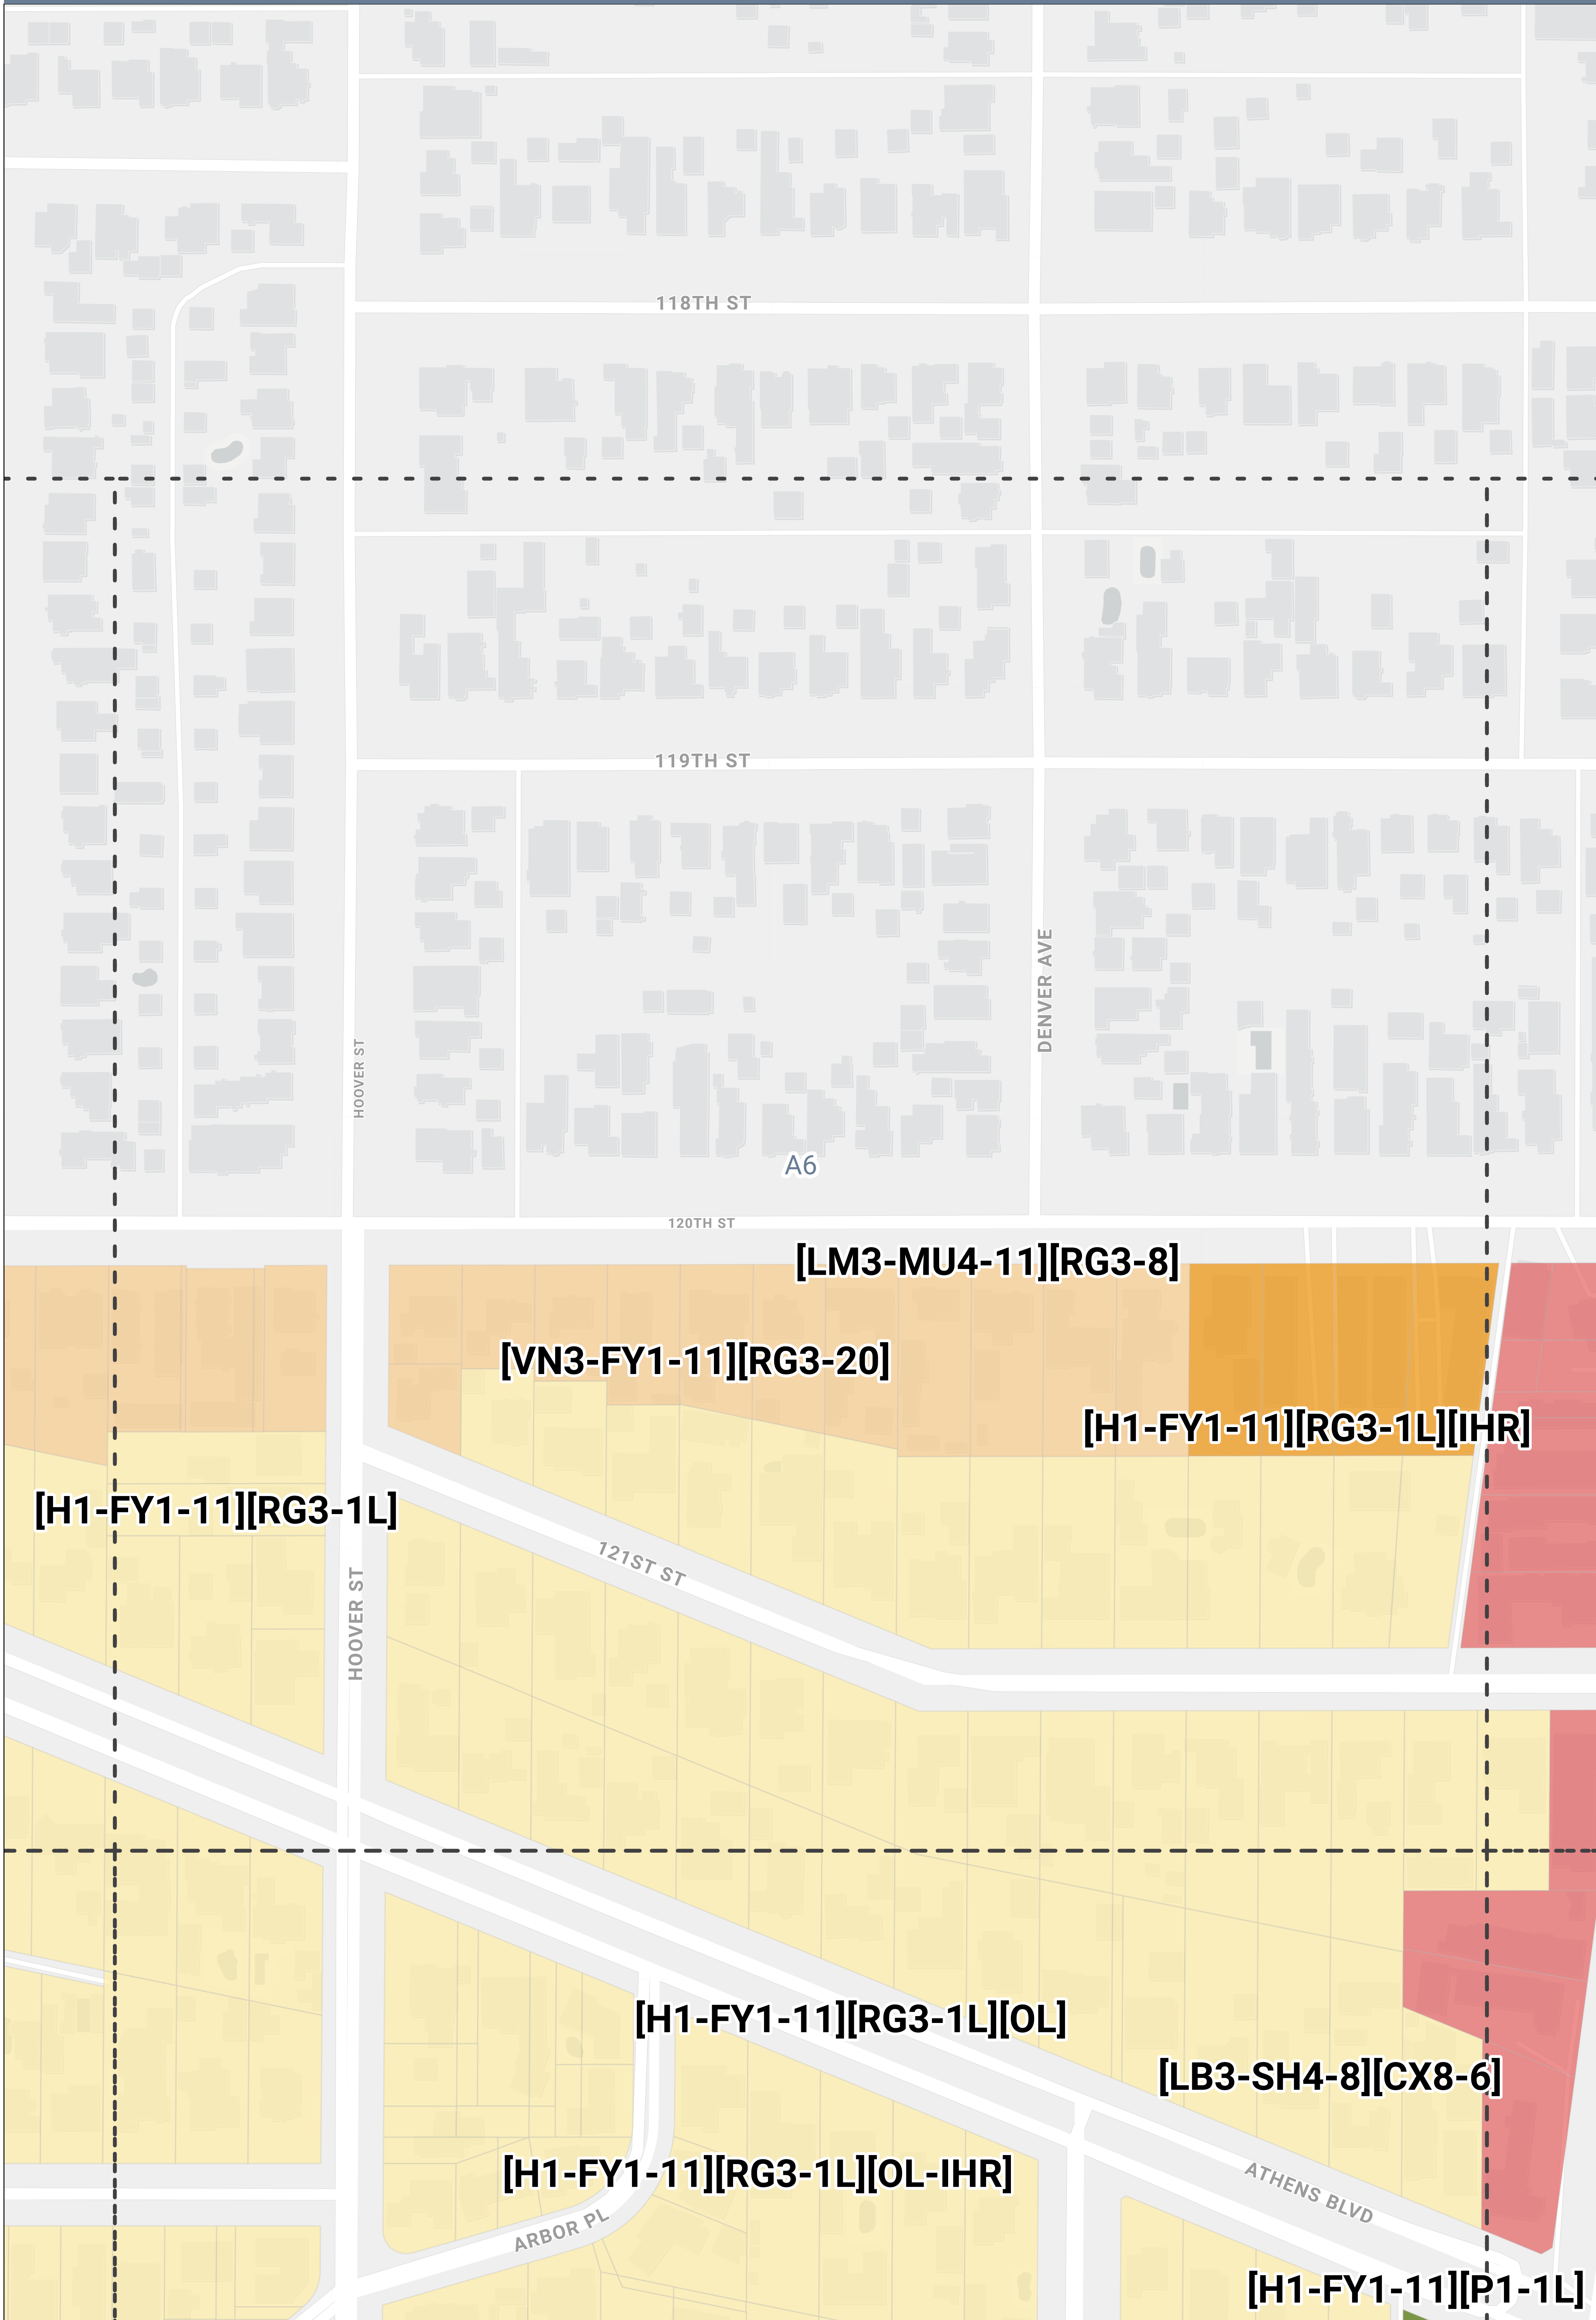 118TH ST
119TH ST
DENVER AVE
HOOVER ST
A6
120TH ST
[LM3-MU4-11][RG3-8]
[VN3-FY1-11][RG3-20]
[H1-FY1-11][RG3-1L][IHR]
[H1-FY1-11][RG3-1L]
121ST ST
HOOVER ST
[H1-FY1-11][RG3-1L][OL]
[LB3-SH4-8][CX8-6]
[H1-FY1-11][RG3-1L][OL-IHR]
ATHENS BLVD
ARBOR PL
[H1-FY1-11][P1-1L]